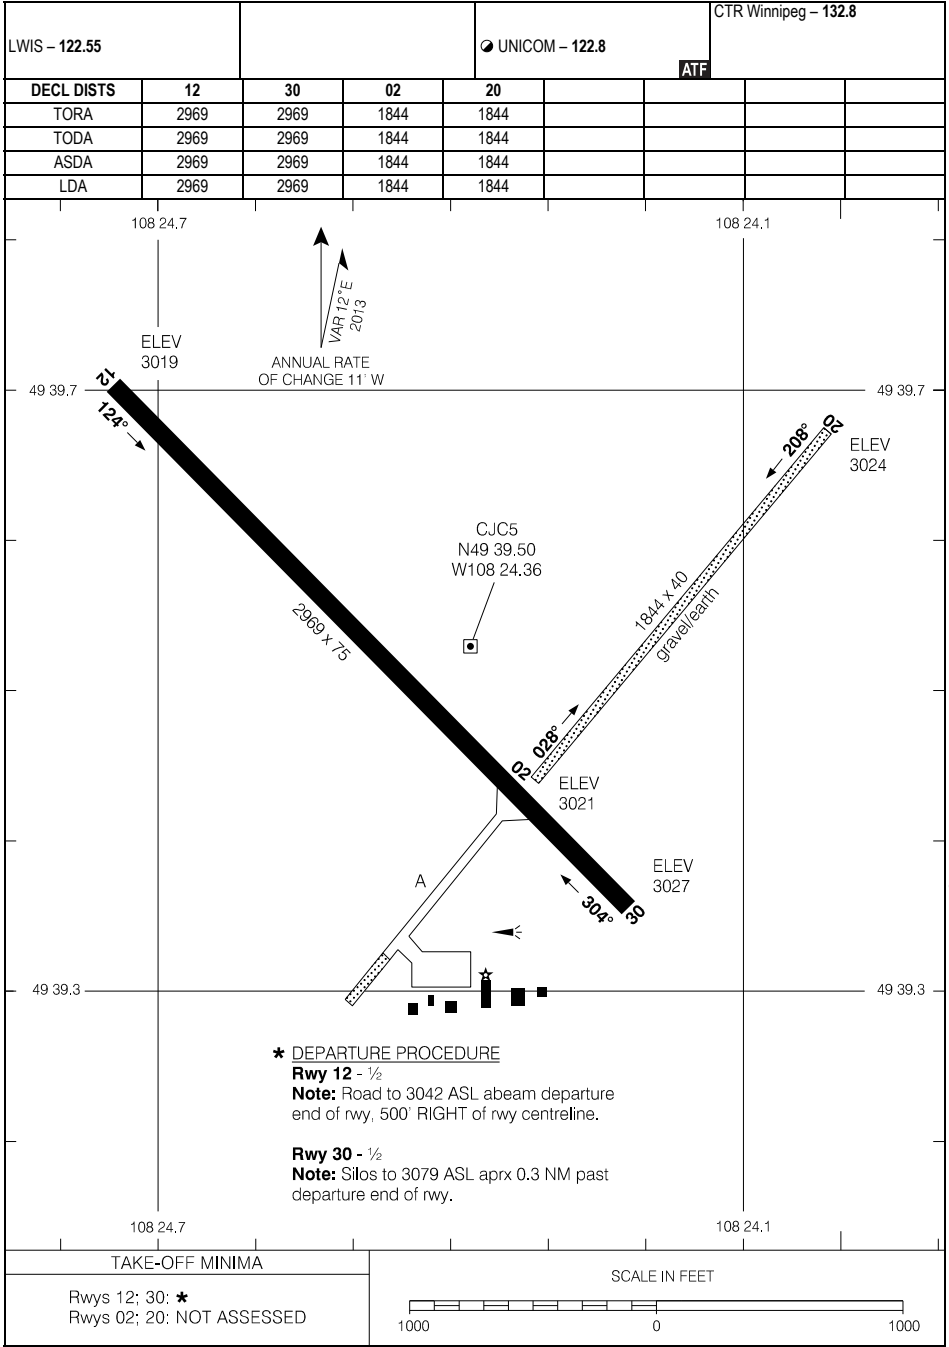 CTR Winnipeg – 132.8
LWIS – 122.55
UNICOM – 122.8
ATF
DECL DISTS 12 30 02 20
TORA 2969 2969 1844 1844
TODA 2969 2969 1844 1844
ASDA 2969 2969 1844 1844
LDA 2969 2969 1844 1844
108 24.7
108 24.1
VAR 12°E
2013
ANNUAL RATE
OF CHANGE 11' W
ELEV
3019
49 39.7
49 39.7
12
124°
02
208°
ELEV
3024
CJC5
N49 39.50
W108 24.36
2969 x 75
1844 x 40
gravel/earth
028°
02
ELEV
3021
ELEV
3027
A
304°
30
49 39.3
49 39.3
* DEPARTURE PROCEDURE
Rwy 12 - ½
Note: Road to 3042 ASL abeam departure
end of rwy, 500' RIGHT of rwy centreline.
Rwy 30 - ½
Note: Silos to 3079 ASL aprx 0.3 NM past
departure end of rwy.
108 24.7
108 24.1
TAKE-OFF MINIMA
Rwys 12; 30: *
Rwys 02; 20: NOT ASSESSED
SCALE IN FEET
1000 0 1000